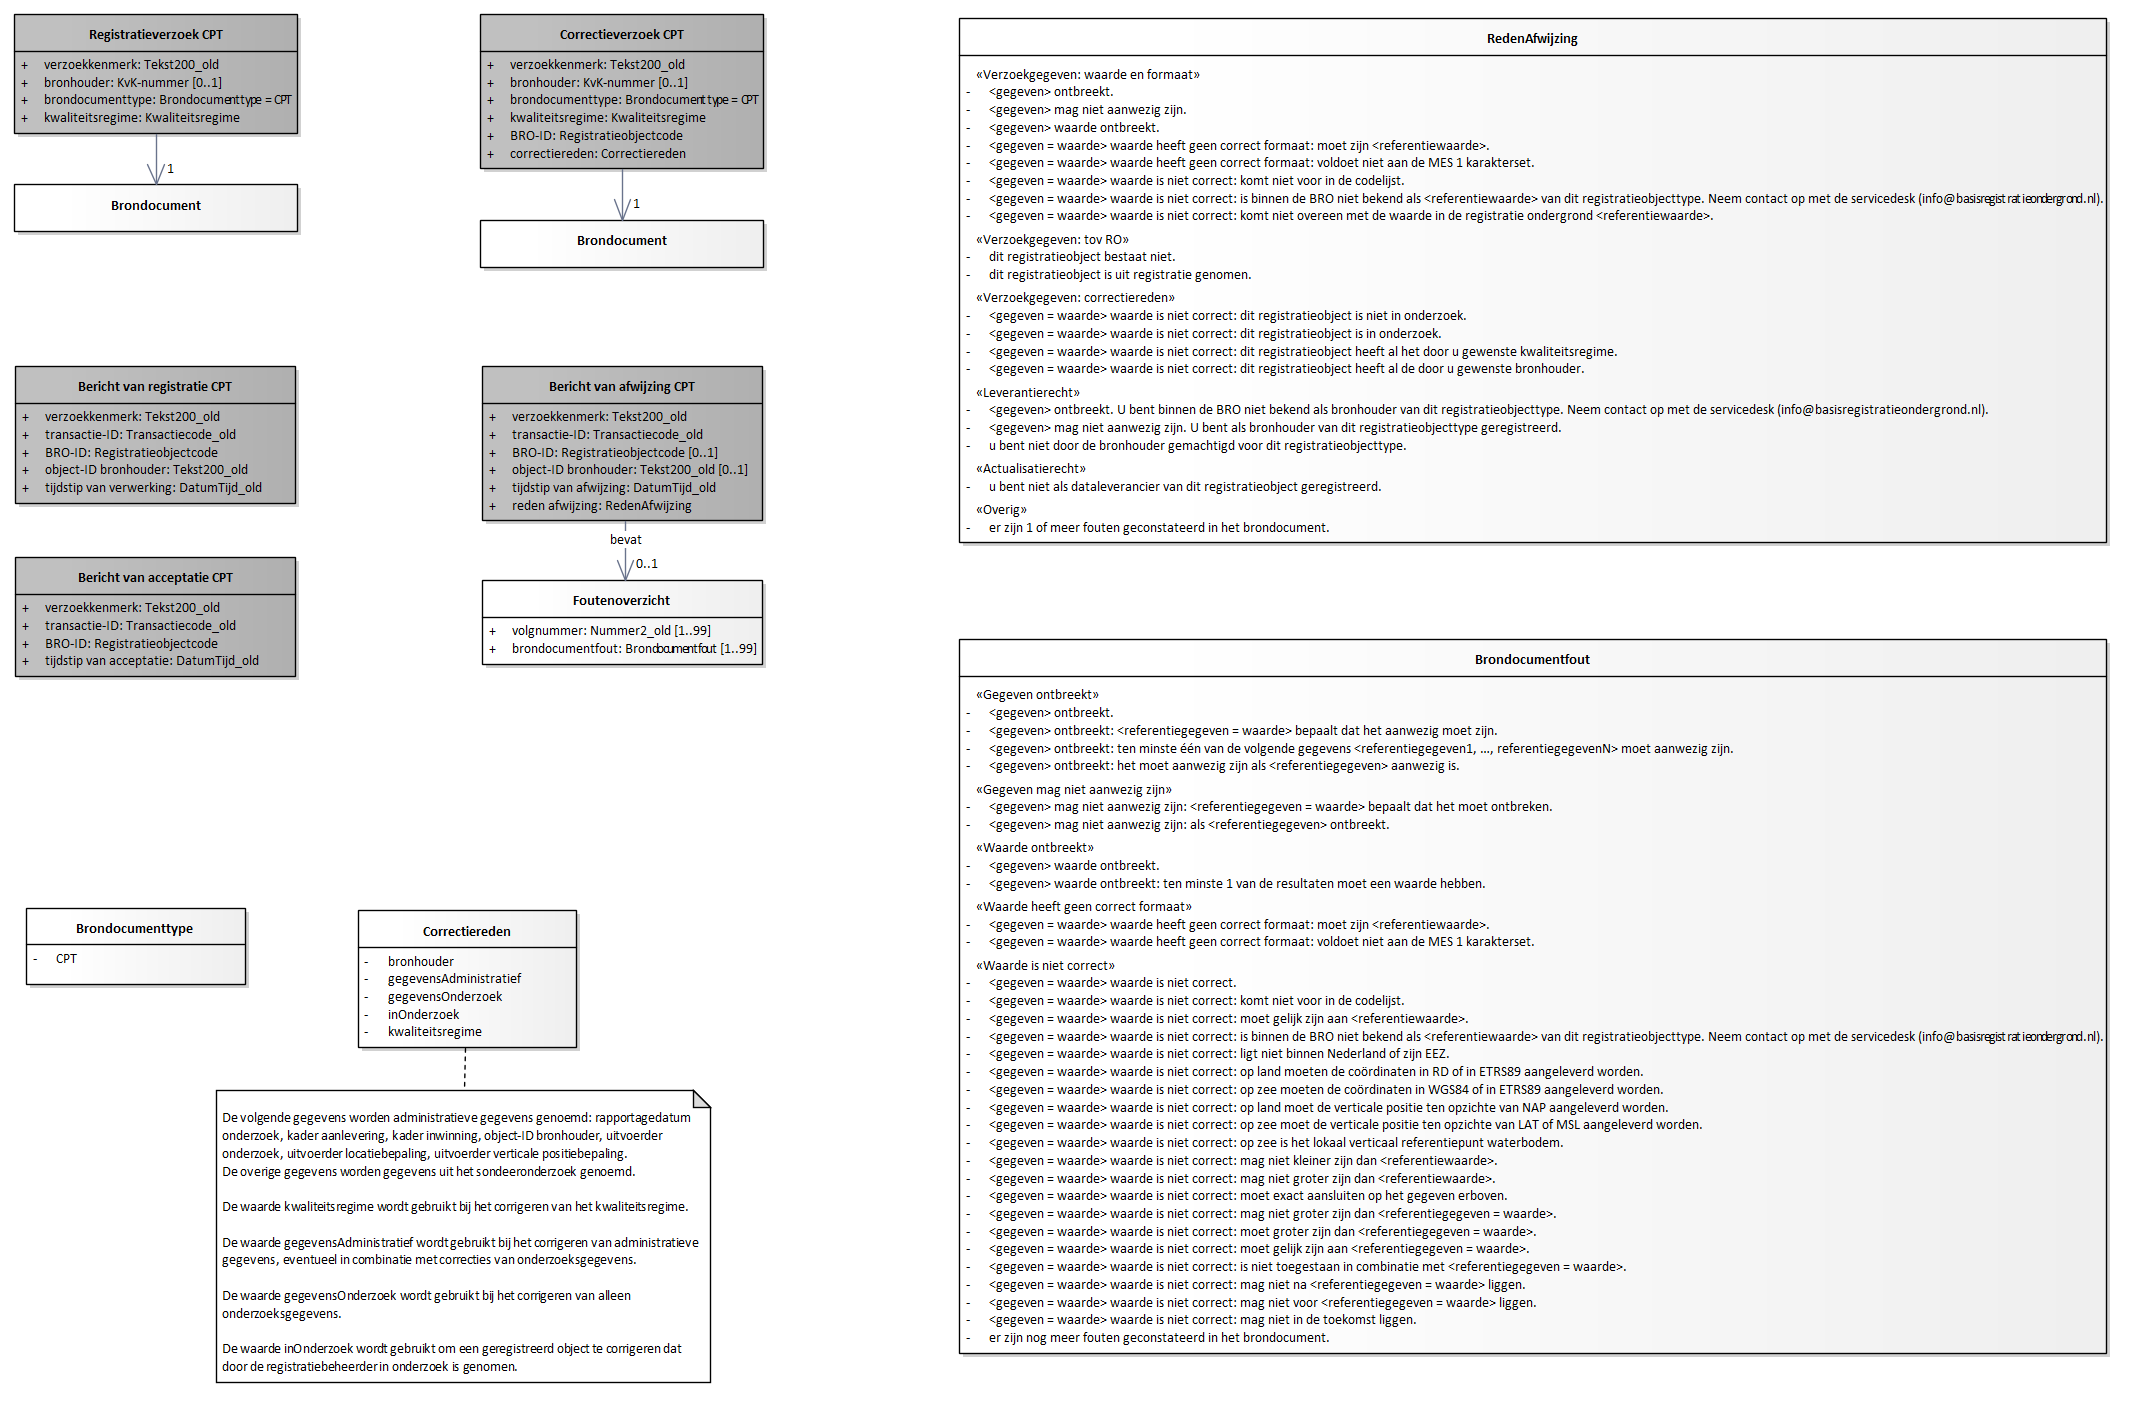 Registratieverzoek CPT
+ verzoekkenmerk: Tekst200_old
+ bronhouder: KvK-nummer [0..1]
+ brondocumenttype: Brondocumenttype = CPT
+ kwaliteitsregime: Kwaliteitsregime
1
Brondocument
Correctieverzoek CPT
+ verzoekkenmerk: Tekst200_old
+ bronhouder: KvK-nummer [0..1]
+ brondocumenttype: Brondocumenttype = CPT
+ kwaliteitsregime: Kwaliteitsregime
+ BRO-ID: Registratieobjectcode
+ correctiereden: Correctiereden
1
Brondocument
Bericht van registratie CPT
+ verzoekkenmerk: Tekst200_old
+ transactie-ID: Transactiecode_old
+ BRO-ID: Registratieobjectcode
+ object-ID bronhouder: Tekst200_old
+ tijdstip van verwerking: DatumTijd_old
Bericht van afwijzing CPT
+ verzoekkenmerk: Tekst200_old
+ transactie-ID: Transactiecode_old
+ BRO-ID: Registratieobjectcode [0..1]
+ object-ID bronhouder: Tekst200_old [0..1]
+ tijdstip van afwijzing: DatumTijd_old
+ reden afwijzing: RedenAfwijzing
bevat
0..1
Foutenoverzicht
+ volgnummer: Nummer2_old [1..99]
+ brondocumentfout: Brondocumentfout [1..99]
Bericht van acceptatie CPT
+ verzoekkenmerk: Tekst200_old
+ transactie-ID: Transactiecode_old
+ BRO-ID: Registratieobjectcode
+ tijdstip van acceptatie: DatumTijd_old
Brondocumenttype
- CPT
Correctiereden
- bronhouder
- gegevensAdministratief
- gegevensOnderzoek
- inOnderzoek
- kwaliteitsregime
De volgende gegevens worden administratieve gegevens genoemd: rapportagedatum
onderzoek, kader aanlevering, kader inwinning, object-ID bronhouder, uitvoerder
onderzoek, uitvoerder locatiebepaling, uitvoerder verticale positiebepaling.
De overige gegevens worden gegevens uit het sondeeronderzoek genoemd.
De waarde kwaliteitsregime wordt gebruikt bij het corrigeren van het kwaliteitsregime.
De waarde gegevensAdministratief wordt gebruikt bij het corrigeren van administratieve
gegevens, eventueel in combinatie met correcties van onderzoeksgegevens.
De waarde gegevensOnderzoek wordt gebruikt bij het corrigeren van alleen
onderzoeksgegevens.
De waarde inOnderzoek wordt gebruikt om een geregistreerd object te corrigeren dat
door de registratiebeheerder in onderzoek is genomen.
RedenAfwijzing
«Verzoekgegeven: waarde en formaat»
- <gegeven> ontbreekt.
- <gegeven> mag niet aanwezig zijn.
- <gegeven> waarde ontbreekt.
- <gegeven = waarde> waarde heeft geen correct formaat: moet zijn <referentiewaarde>.
- <gegeven = waarde> waarde heeft geen correct formaat: voldoet niet aan de MES 1 karakterset.
- <gegeven = waarde> waarde is niet correct: komt niet voor in de codelijst.
- <gegeven = waarde> waarde is niet correct: is binnen de BRO niet bekend als <referentiewaarde> van dit registratieobjecttype. Neem contact op met de servicedesk (info@basisregistratieondergrond.nl).
- <gegeven = waarde> waarde is niet correct: komt niet overeen met de waarde in de registratie ondergrond <referentiewaarde>.
«Verzoekgegeven: tov RO»
- dit registratieobject bestaat niet.
- dit registratieobject is uit registratie genomen.
«Verzoekgegeven: correctiereden»
- <gegeven = waarde> waarde is niet correct: dit registratieobject is niet in onderzoek.
- <gegeven = waarde> waarde is niet correct: dit registratieobject is in onderzoek.
- <gegeven = waarde> waarde is niet correct: dit registratieobject heeft al het door u gewenste kwaliteitsregime.
- <gegeven = waarde> waarde is niet correct: dit registratieobject heeft al de door u gewenste bronhouder.
«Leverantierecht»
- <gegeven> ontbreekt. U bent binnen de BRO niet bekend als bronhouder van dit registratieobjecttype. Neem contact op met de servicedesk (info@basisregistratieondergrond.nl).
- <gegeven> mag niet aanwezig zijn. U bent als bronhouder van dit registratieobjecttype geregistreerd.
- u bent niet door de bronhouder gemachtigd voor dit registratieobjecttype.
«Actualisatierecht»
- u bent niet als dataleverancier van dit registratieobject geregistreerd.
«Overig»
- er zijn 1 of meer fouten geconstateerd in het brondocument.
Brondocumentfout
«Gegeven ontbreekt»
- <gegeven> ontbreekt.
- <gegeven> ontbreekt: <referentiegegeven = waarde> bepaalt dat het aanwezig moet zijn.
- <gegeven> ontbreekt: ten minste één van de volgende gegevens <referentiegegeven1, ..., referentiegegevenN> moet aanwezig zijn.
- <gegeven> ontbreekt: het moet aanwezig zijn als <referentiegegeven> aanwezig is.
«Gegeven mag niet aanwezig zijn»
- <gegeven> mag niet aanwezig zijn: <referentiegegeven = waarde> bepaalt dat het moet ontbreken.
- <gegeven> mag niet aanwezig zijn: als <referentiegegeven> ontbreekt.
«Waarde ontbreekt»
- <gegeven> waarde ontbreekt.
- <gegeven> waarde ontbreekt: ten minste 1 van de resultaten moet een waarde hebben.
«Waarde heeft geen correct formaat»
- <gegeven = waarde> waarde heeft geen correct formaat: moet zijn <referentiewaarde>.
- <gegeven = waarde> waarde heeft geen correct formaat: voldoet niet aan de MES 1 karakterset.
«Waarde is niet correct»
- <gegeven = waarde> waarde is niet correct.
- <gegeven = waarde> waarde is niet correct: komt niet voor in de codelijst.
- <gegeven = waarde> waarde is niet correct: moet gelijk zijn aan <referentiewaarde>.
- <gegeven = waarde> waarde is niet correct: is binnen de BRO niet bekend als <referentiewaarde> van dit registratieobjecttype. Neem contact op met de servicedesk (info@basisregistratieondergrond.nl).
- <gegeven = waarde> waarde is niet correct: ligt niet binnen Nederland of zijn EEZ.
- <gegeven = waarde> waarde is niet correct: op land moeten de coördinaten in RD of in ETRS89 aangeleverd worden.
- <gegeven = waarde> waarde is niet correct: op zee moeten de coördinaten in WGS84 of in ETRS89 aangeleverd worden.
- <gegeven = waarde> waarde is niet correct: op land moet de verticale positie ten opzichte van NAP aangeleverd worden.
- <gegeven = waarde> waarde is niet correct: op zee moet de verticale positie ten opzichte van LAT of MSL aangeleverd worden.
- <gegeven = waarde> waarde is niet correct: op zee is het lokaal verticaal referentiepunt waterbodem.
- <gegeven = waarde> waarde is niet correct: mag niet kleiner zijn dan <referentiewaarde>.
- <gegeven = waarde> waarde is niet correct: mag niet groter zijn dan <referentiewaarde>.
- <gegeven = waarde> waarde is niet correct: moet exact aansluiten op het gegeven erboven.
- <gegeven = waarde> waarde is niet correct: mag niet groter zijn dan <referentiegegeven = waarde>.
- <gegeven = waarde> waarde is niet correct: moet groter zijn dan <referentiegegeven = waarde>.
- <gegeven = waarde> waarde is niet correct: moet gelijk zijn aan <referentiegegeven = waarde>.
- <gegeven = waarde> waarde is niet correct: is niet toegestaan in combinatie met <referentiegegeven = waarde>.
- <gegeven = waarde> waarde is niet correct: mag niet na <referentiegegeven = waarde> liggen.
- <gegeven = waarde> waarde is niet correct: mag niet voor <referentiegegeven = waarde> liggen.
- <gegeven = waarde> waarde is niet correct: mag niet in de toekomst liggen.
- er zijn nog meer fouten geconstateerd in het brondocument.